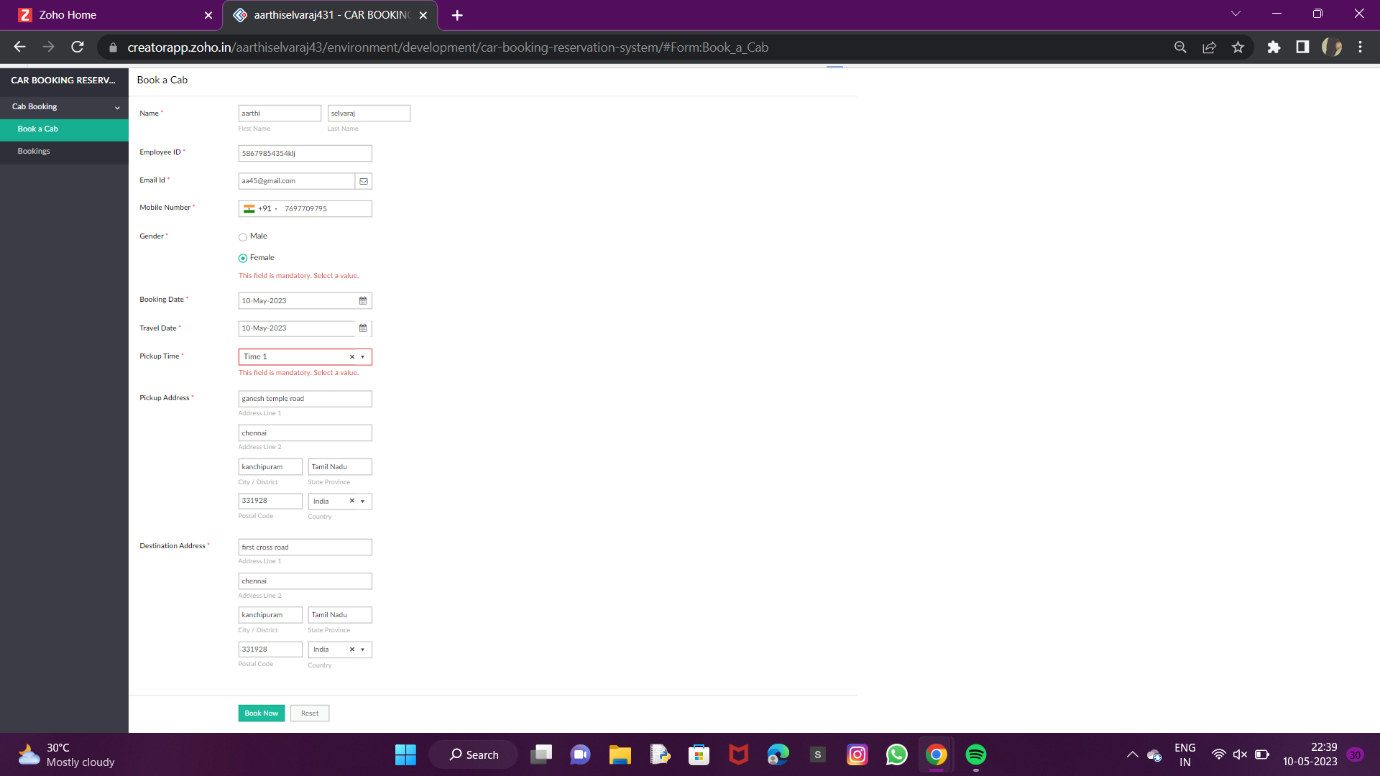 Zoho Home
aarthiselvaraj431 - CAR BOOKING
creatorapp.zoho.in/aarthiselvaraj43/environment/development/car-booking-reservation-system/#Form:Book_a_Cab
CAR BOOKING RESERV...
Cab Booking
Book a Cab
Bookings
Book a Cab
Name *
aarthi selvaraj
First Name Last Name
Employee ID *
58679854354klj
Email Id *
aa45@gmail.com
Mobile Number *
+91 - 7697709795
Gender *
Male
Female
This field is mandatory. Select a value.
Booking Date *
10-May-2023
Travel Date *
10-May-2023
Pickup Time *
Time 1
This field is mandatory. Select a value.
Pickup Address *
ganesh temple road
Address Line 1
chennai
Address Line 2
kanchipuram Tamil Nadu
City / District State Province
331928 India
Postal Code Country
Destination Address *
first cross road
Address Line 1
chennai
Address Line 2
kanchipuram Tamil Nadu
City / District State Province
331928 India
Postal Code Country
Book Now Reset
30°C
Mostly cloudy
Search
S
ENG
IN
22:39
10-05-2023
30